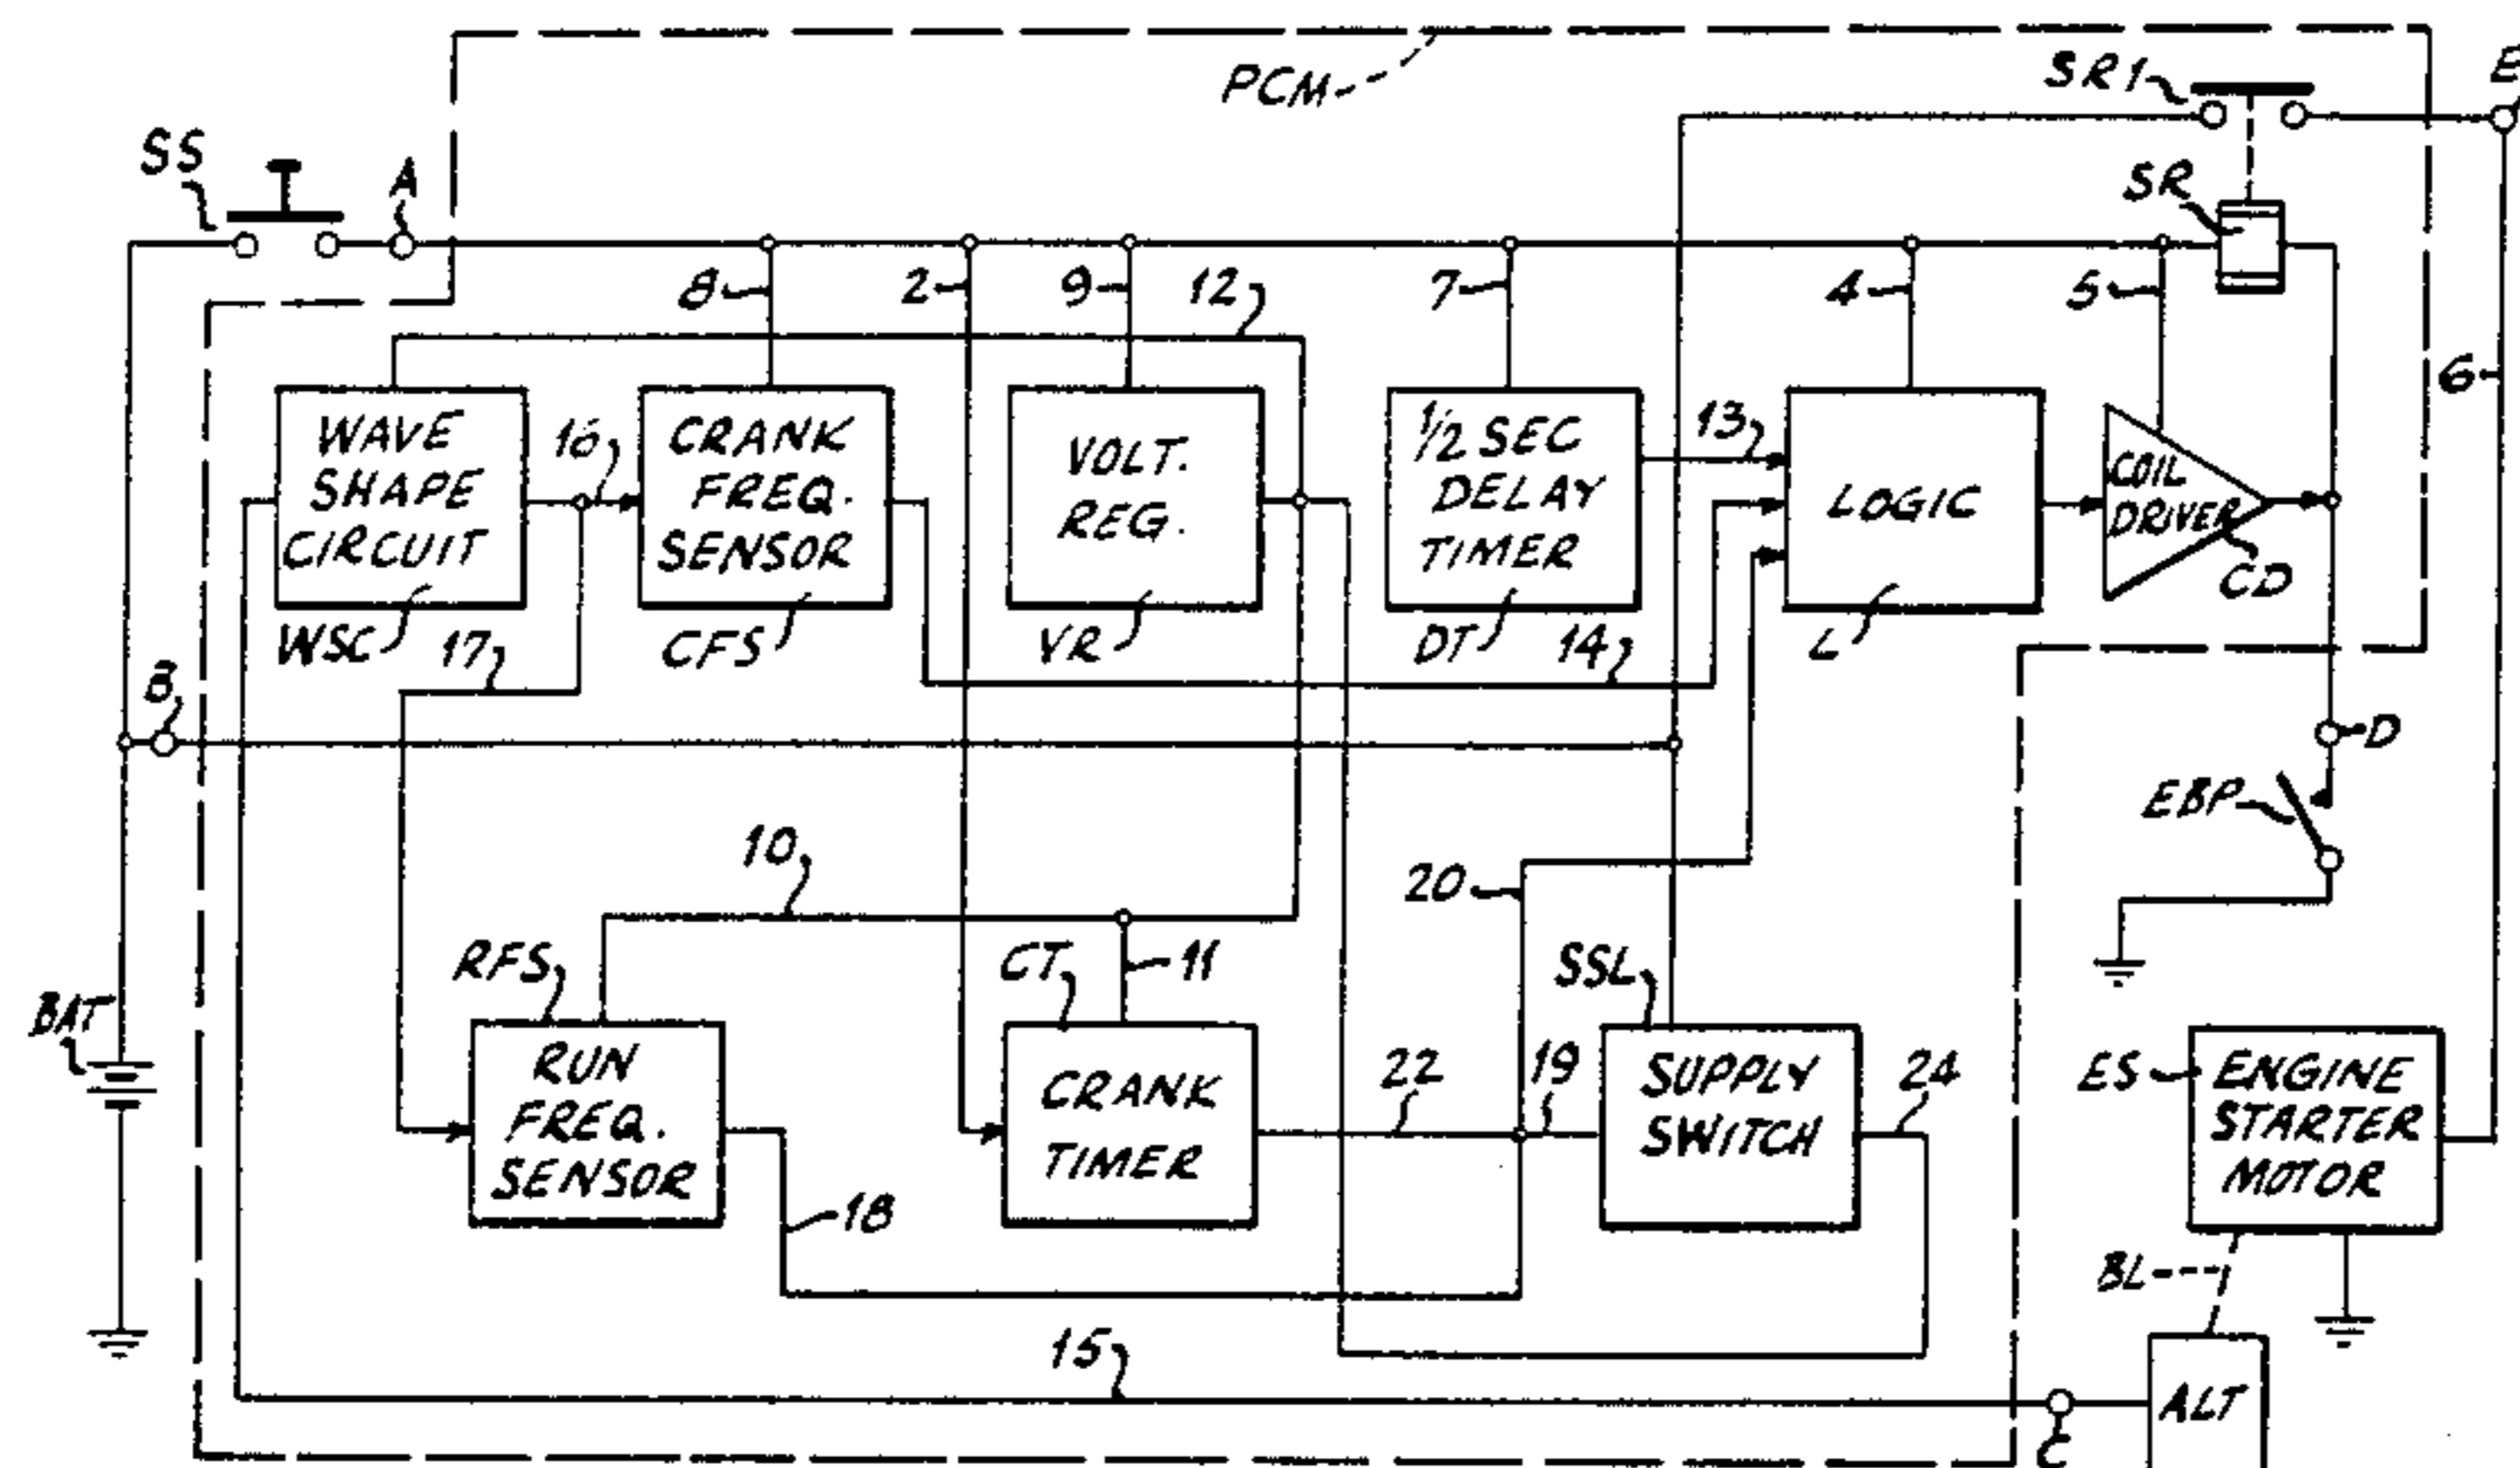 PCM
SR1
E
SS
A
SR
8
2
9
12
7
4
5
6
WAVE
SHAPE
CIRCUIT
16
CRANK
FREQ.
SENSOR
VOLT.
REG.
1/2 SEC
DELAY
TIMER
13
LOGIC
COIL
DRIVER
CD
WSC
17
CFS
VR
DT
14
L
B
D
EBP
10
20
RFS
CT
11
SSL
BAT
RUN
FREQ.
SENSOR
CRANK
TIMER
22
19
SUPPLY
SWITCH
24
ES
ENGINE
STARTER
MOTOR
18
BL
15
ALT
C